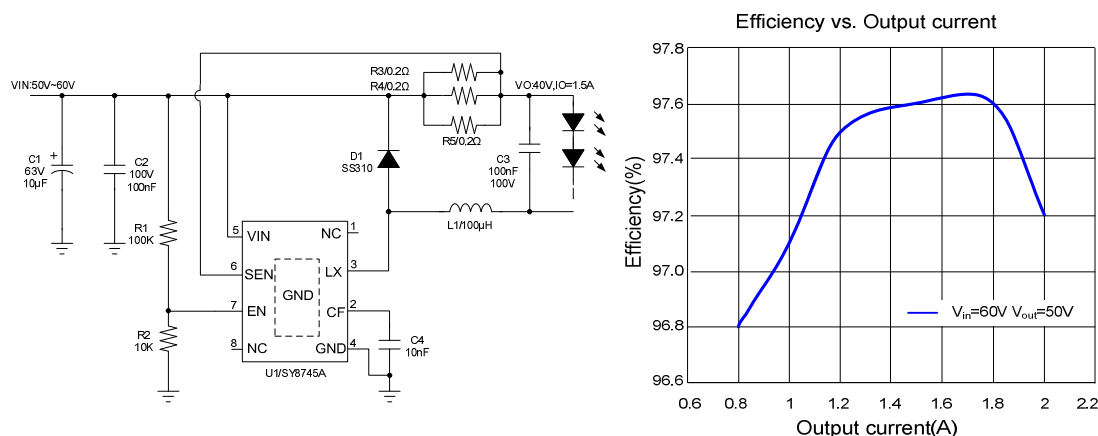 VIN:50V~60V
R3/0.2Ω
R4/0.2Ω
R5/0.2Ω
VO:40V,IO=1.5A
C1
63V
10µF
+
C2
100V
100nF
D1
SS310
C3
100nF
100V
L1/100µH
R1
100K
R2
10K
5
VIN
6
SEN
7
EN
8
NC
GND
NC
1
LX
3
CF
2
GND
4
C4
10nF
U1/SY8745A
Efficiency vs. Output current
Efficiency(%)
97.8
97.6
97.4
97.2
97.0
96.8
96.6
Vin=60V Vout=50V
0.6
0.8
1
1.2
1.4
1.6
1.8
2
2.2
Output current(A)